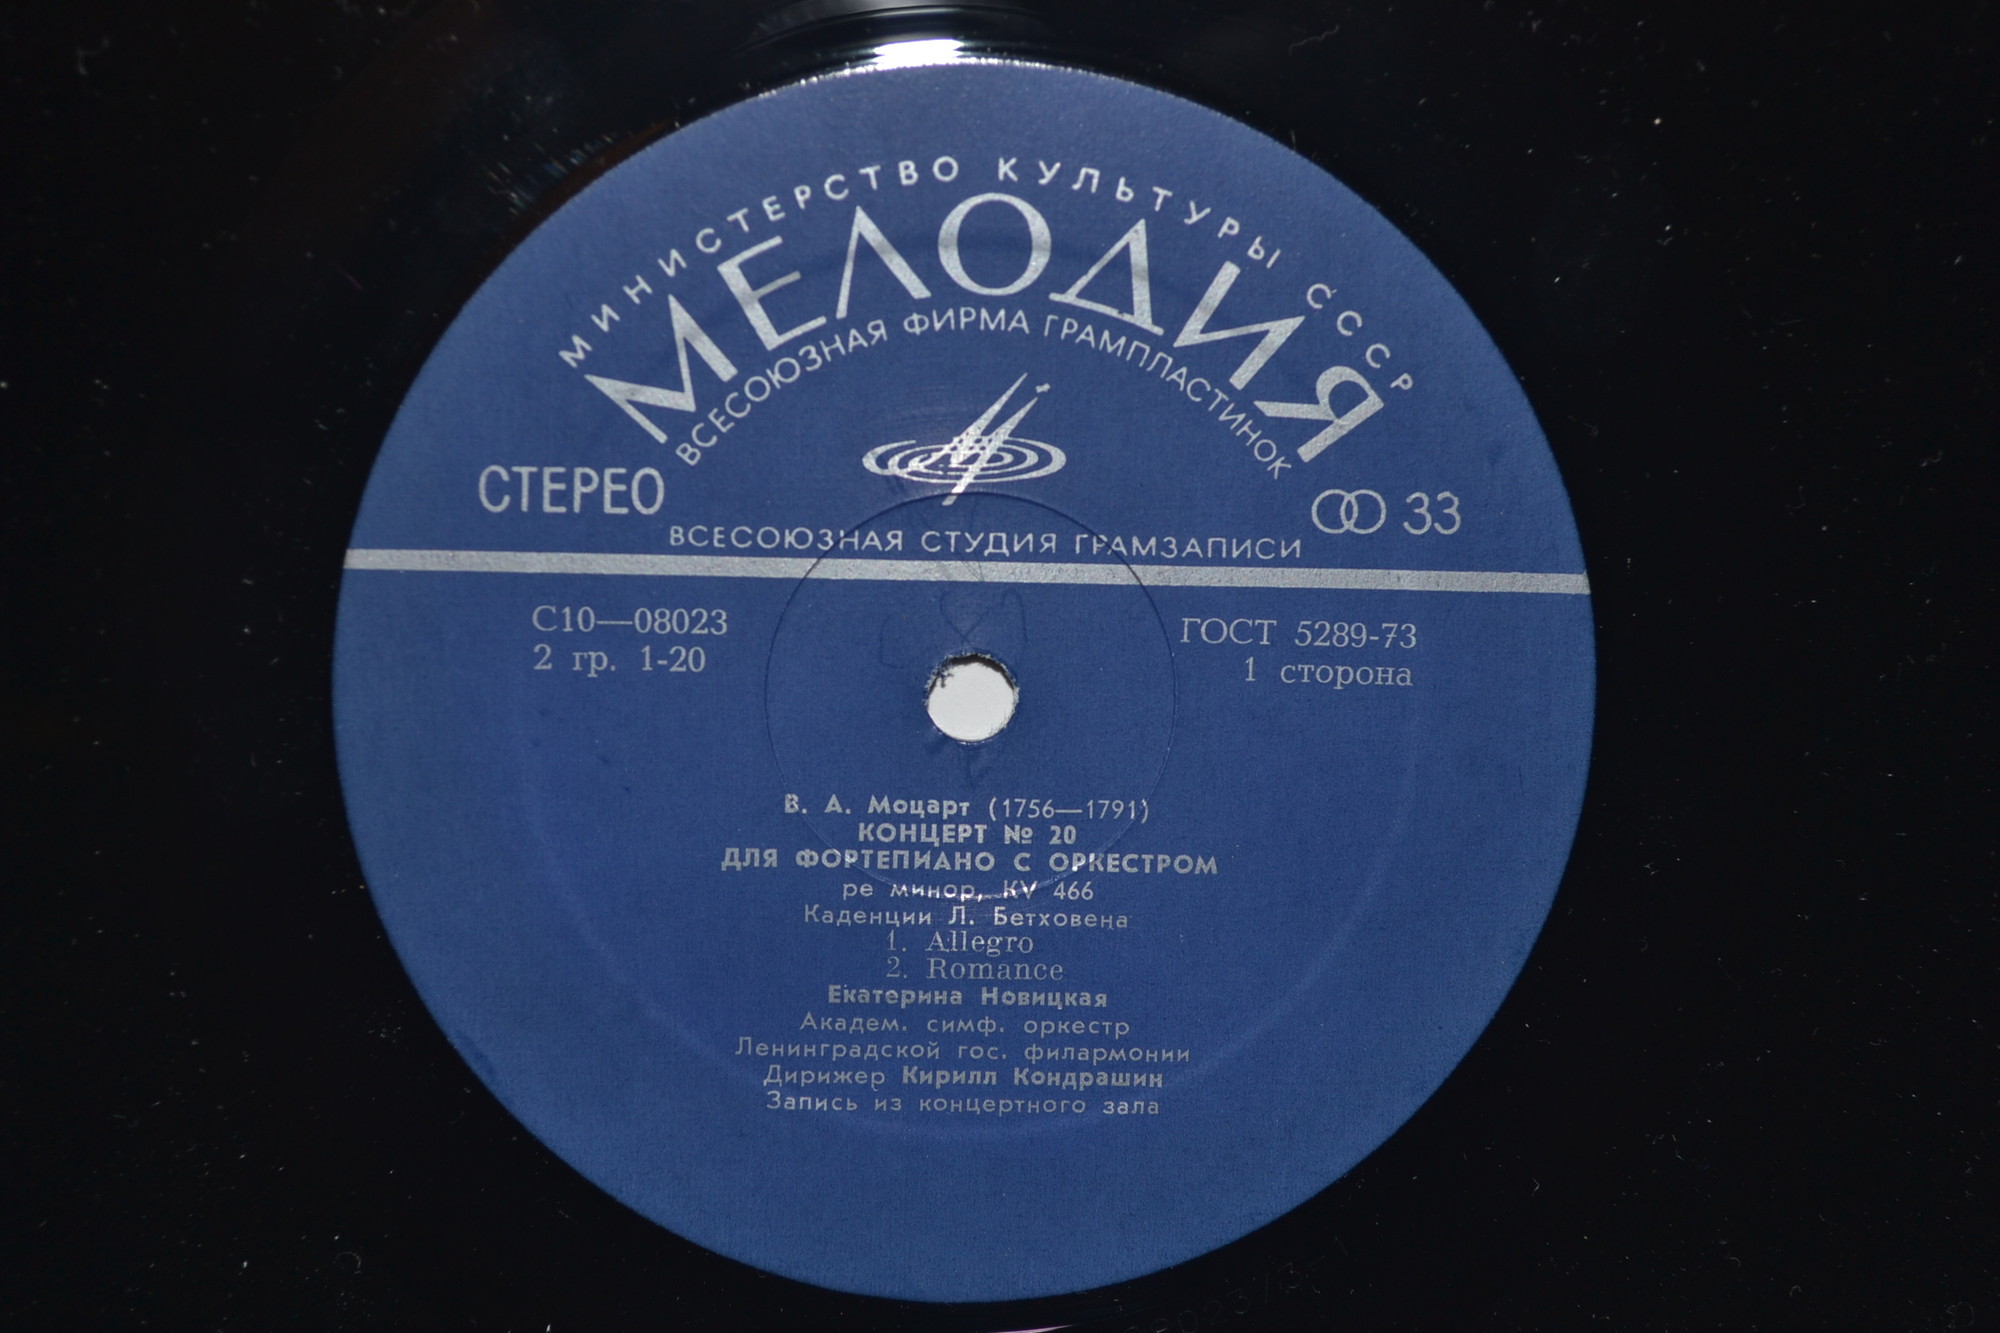 МИНИСТЕРСТВО КУЛЬТУРЫ СССР
МЕЛОДИЯ
ВСЕСОЮЗНАЯ ФИРМА ГРАМПЛАСТИНОК
СТЕРЕО
33
ВСЕСОЮЗНАЯ СТУДИЯ ГРАМЗАПИСИ
С10—08023
ГОСТ 5289-73
2 гр. 1-20
1 сторона
В. А. Моцарт (1756—1791)
КОНЦЕРТ № 20
ДЛЯ ФОРТЕПИАНО С ОРКЕСТРОМ
ре минор, KV 466
Каденции Л. Бетховена
1. Allegro
2. Romance
Екатерина Новицкая
Академ. симф. оркестр
Ленинградской гос. филармонии
Дирижер Кирилл Кондрашин
Запись из концертного зала